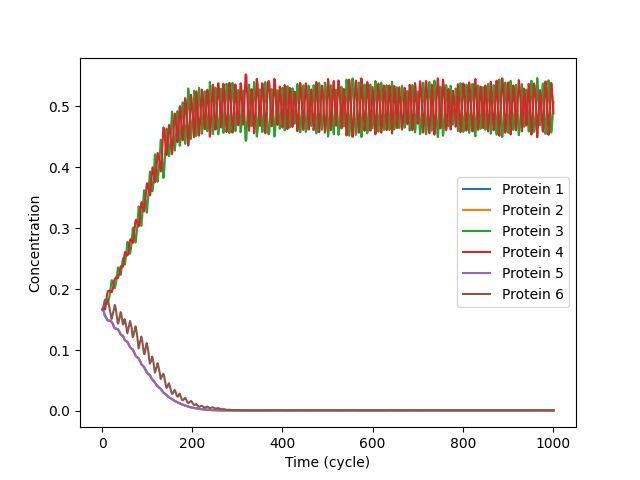 0.5
0.4
0.3
0.2
0.1
0.0
Concentration
0 200 400 600 800 1000
Time (cycle)
Protein 1
Protein 2
Protein 3
Protein 4
Protein 5
Protein 6